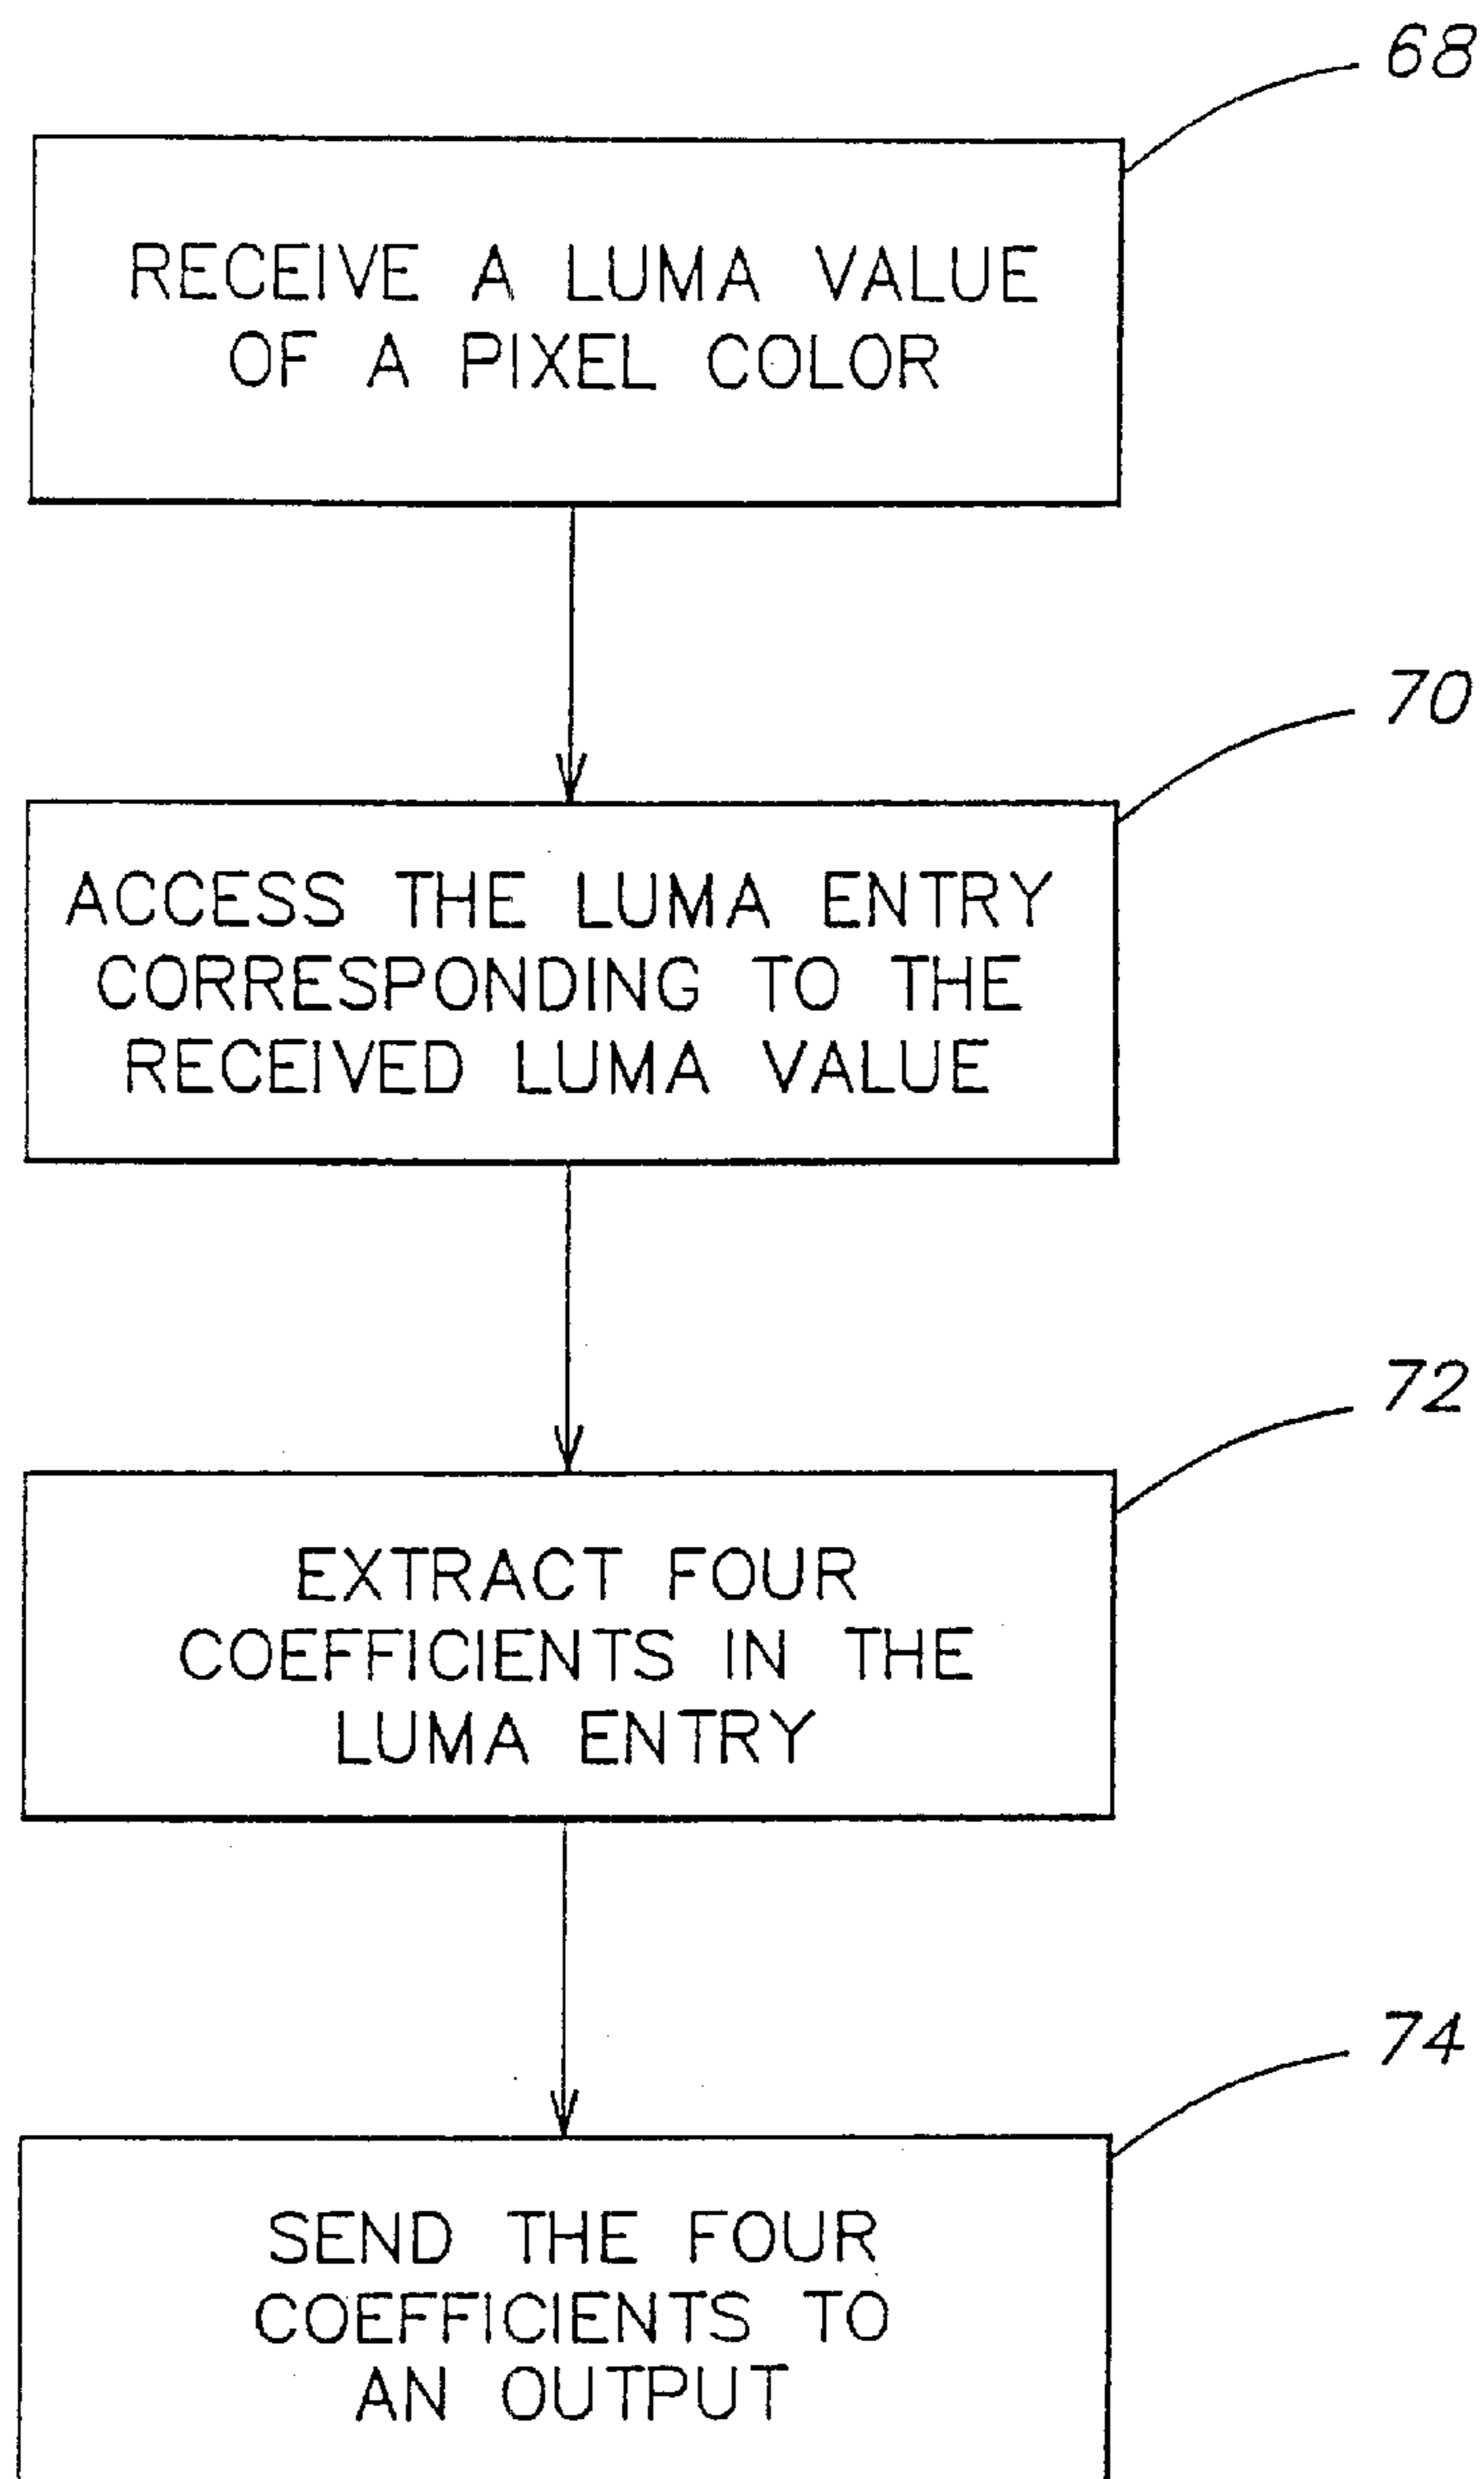 68
RECEIVE A LUMA VALUE
OF A PIXEL COLOR
70
ACCESS THE LUMA ENTRY
CORRESPONDING TO THE
RECEIVED LUMA VALUE
72
EXTRACT FOUR
COEFFICIENTS IN THE
LUMA ENTRY
74
SEND THE FOUR
COEFFICIENTS TO
AN OUTPUT